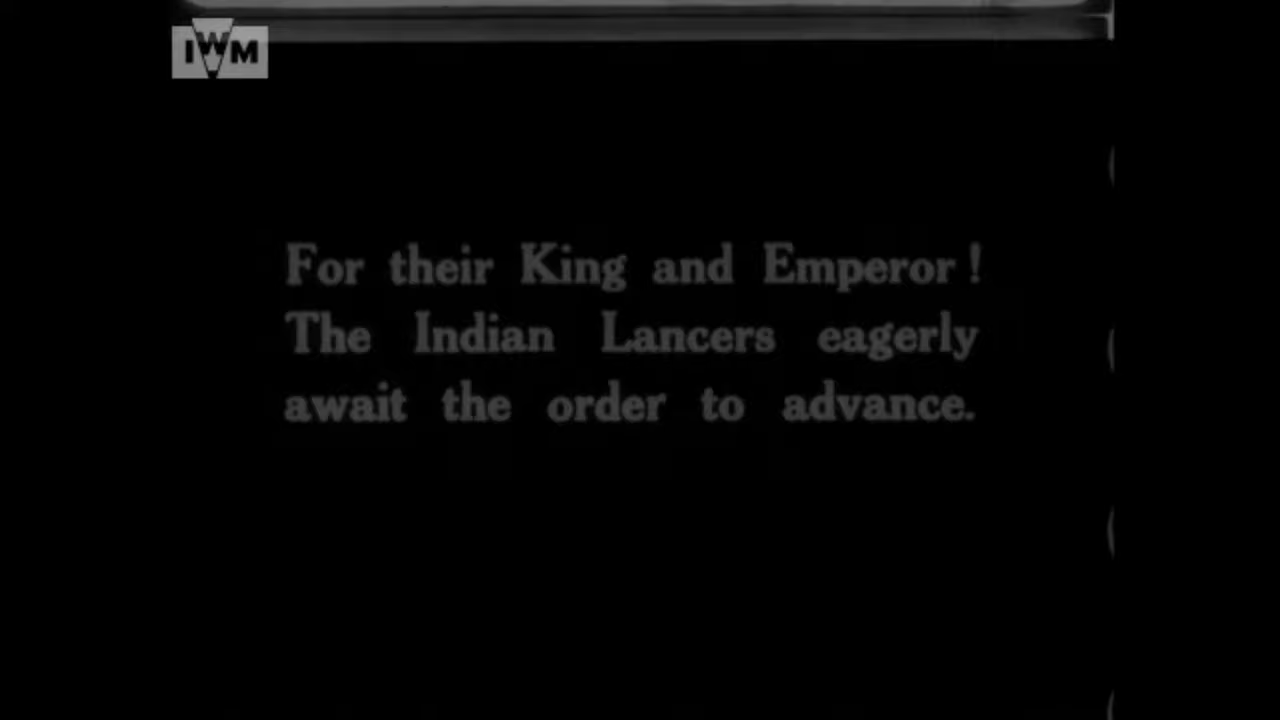 IWM
For their King and Emperor!
The Indian Lancers eagerly
await the order to advance.